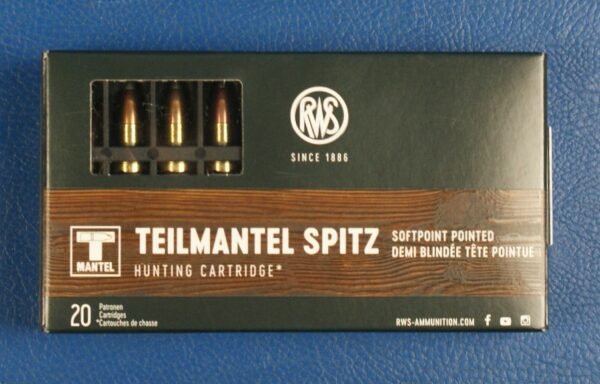 RWS
SINCE 1886
T
MANTEL
TEILMANTEL SPITZ
HUNTING CARTRIDGE*
SOFTPOINT POINTED
DEMI BLINDÉE TÊTE POINTUE
20
Patronen
Cartridges
*Cartouches de chasse
RWS-AMMUNITION.COM